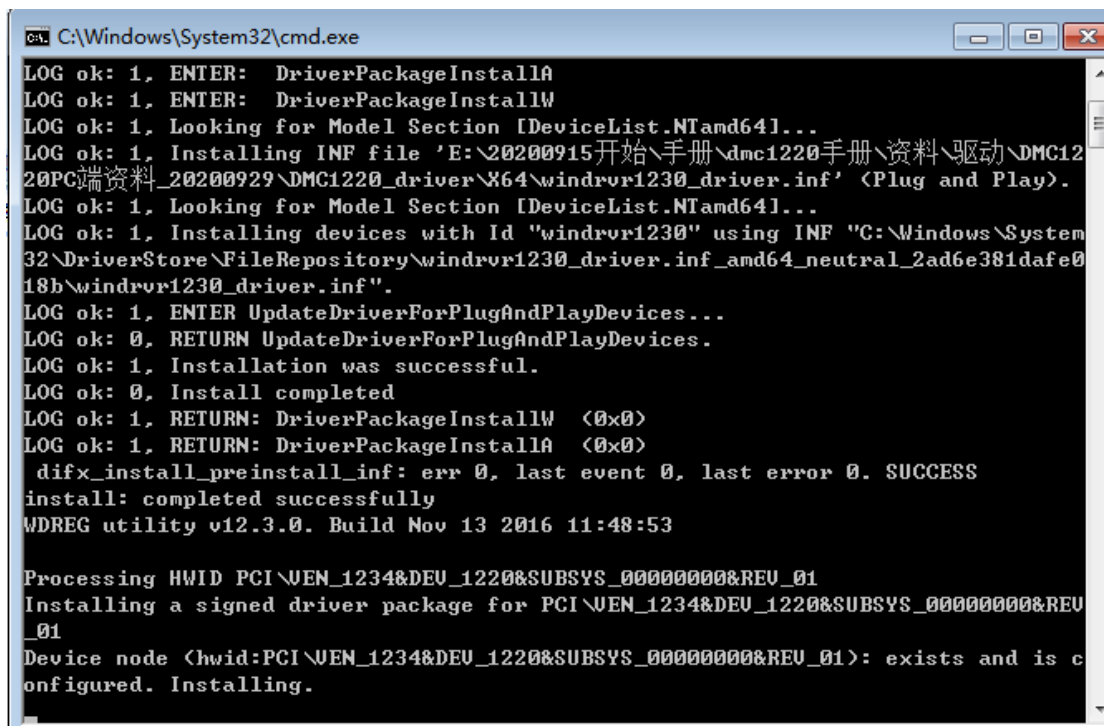 C:\Windows\System32\cmd.exe
LOG ok: 1, ENTER:  DriverPackageInstallA
LOG ok: 1, ENTER:  DriverPackageInstallW
LOG ok: 1, Looking for Model Section [DeviceList.NTamd64]...
LOG ok: 1, Installing INF file 'E:\20200915开始\手册\dmc1220手册\资料\驱动\DMC12
20PC端资料_20200929\DMC1220_driver\X64\windrvr1230_driver.inf' (Plug and Play).
LOG ok: 1, Looking for Model Section [DeviceList.NTamd64]...
LOG ok: 1, Installing devices with Id "windrvr1230" using INF "C:\Windows\System
32\DriverStore\FileRepository\windrvr1230_driver.inf_amd64_neutral_2ad6e381dafe0
18b\windrvr1230_driver.inf".
LOG ok: 1, ENTER UpdateDriverForPlugAndPlayDevices...
LOG ok: 0, RETURN UpdateDriverForPlugAndPlayDevices.
LOG ok: 1, Installation was successful.
LOG ok: 0, Install completed
LOG ok: 1, RETURN: DriverPackageInstallW  (0x0)
LOG ok: 1, RETURN: DriverPackageInstallA  (0x0)
 difx_install_preinstall_inf: err 0, last event 0, last error 0. SUCCESS
install: completed successfully
WDREG utility v12.3.0. Build Nov 13 2016 11:48:53
Processing HWID PCI\VEN_1234&DEV_1220&SUBSYS_00000000&REV_01
Installing a signed driver package for PCI\VEN_1234&DEV_1220&SUBSYS_00000000&REV
_01
Device node (hwid:PCI\VEN_1234&DEV_1220&SUBSYS_00000000&REV_01): exists and is c
onfigured. Installing.